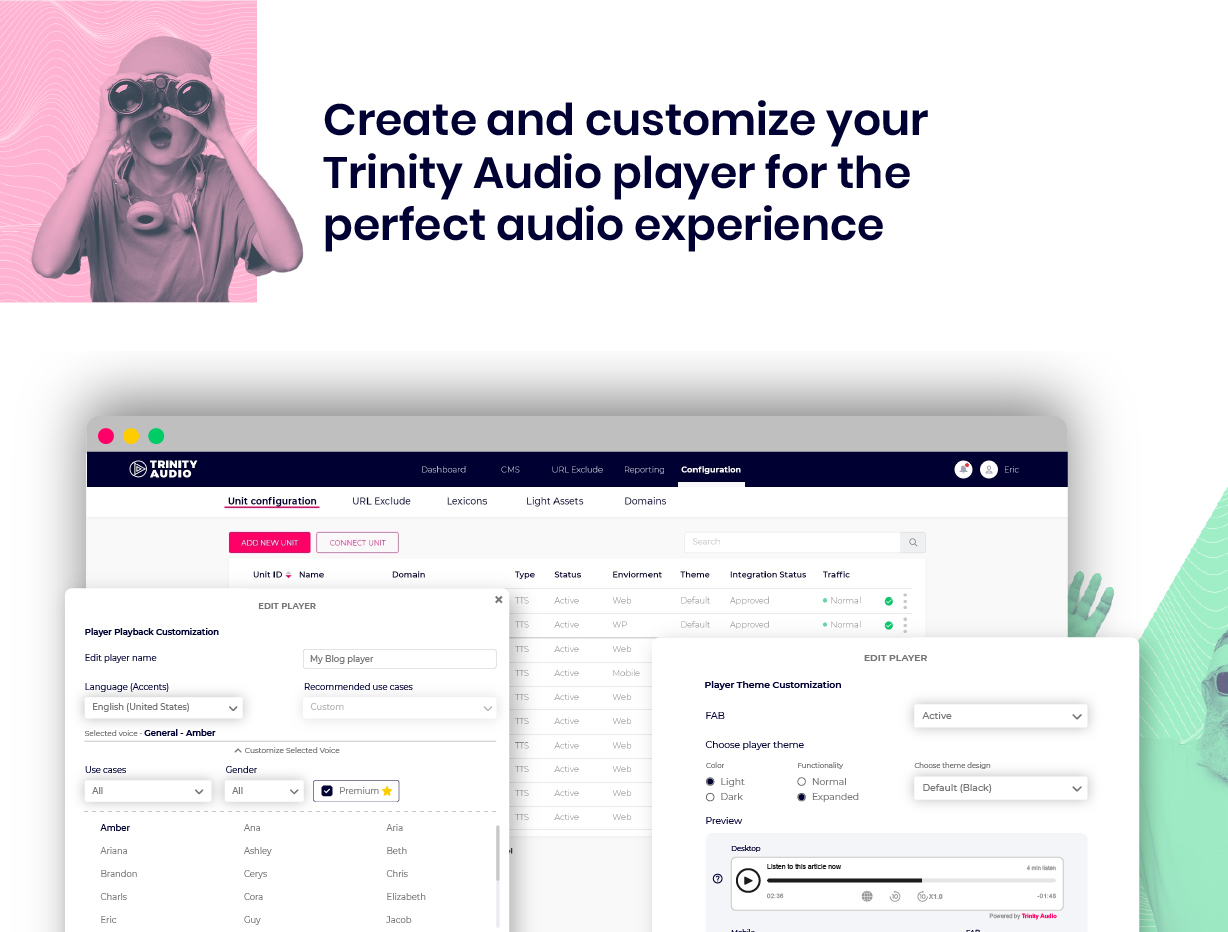 Create and customize your
Trinity Audio player for the
perfect audio experience
TRINITY
AUDIO
Dashboard CMS URL Exclude Reporting Configuration Eric
Unit configuration URL Exclude Lexicons Light Assets Domains
ADD NEW UNIT CONNECT UNIT Search
Unit ID Name Domain Type Status Enviorment Theme Integration Status Traffic
TTS Active Web Default Approved Normal
TTS Active WP Default Approved Normal
TTS Active Web
TTS Active Mobile
TTS Active Web
TTS Active Web
TTS Active Web
TTS Active Web
TTS Active Web
TTS Active Web
EDIT PLAYER
Player Playback Customization
Edit player name My Blog player
Language (Accents) Recommended use cases
English (United States) Custom
Selected voice - General - Amber
Customize Selected Voice
Use cases Gender
All All Premium
Amber Ana Aria
Ariana Ashley Beth
Brandon Cerys Chris
Charls Cora Elizabeth
Eric Guy Jacob
EDIT PLAYER
Player Theme Customization
FAB Active
Choose player theme
Color Functionality Choose theme design
Light Normal
Dark Expanded
Default (Black)
Preview
Desktop
Listen to this article now 4 min listen
02:36 10 10 X1.0 -01:48
Powered by Trinity Audio
Mobile FAB